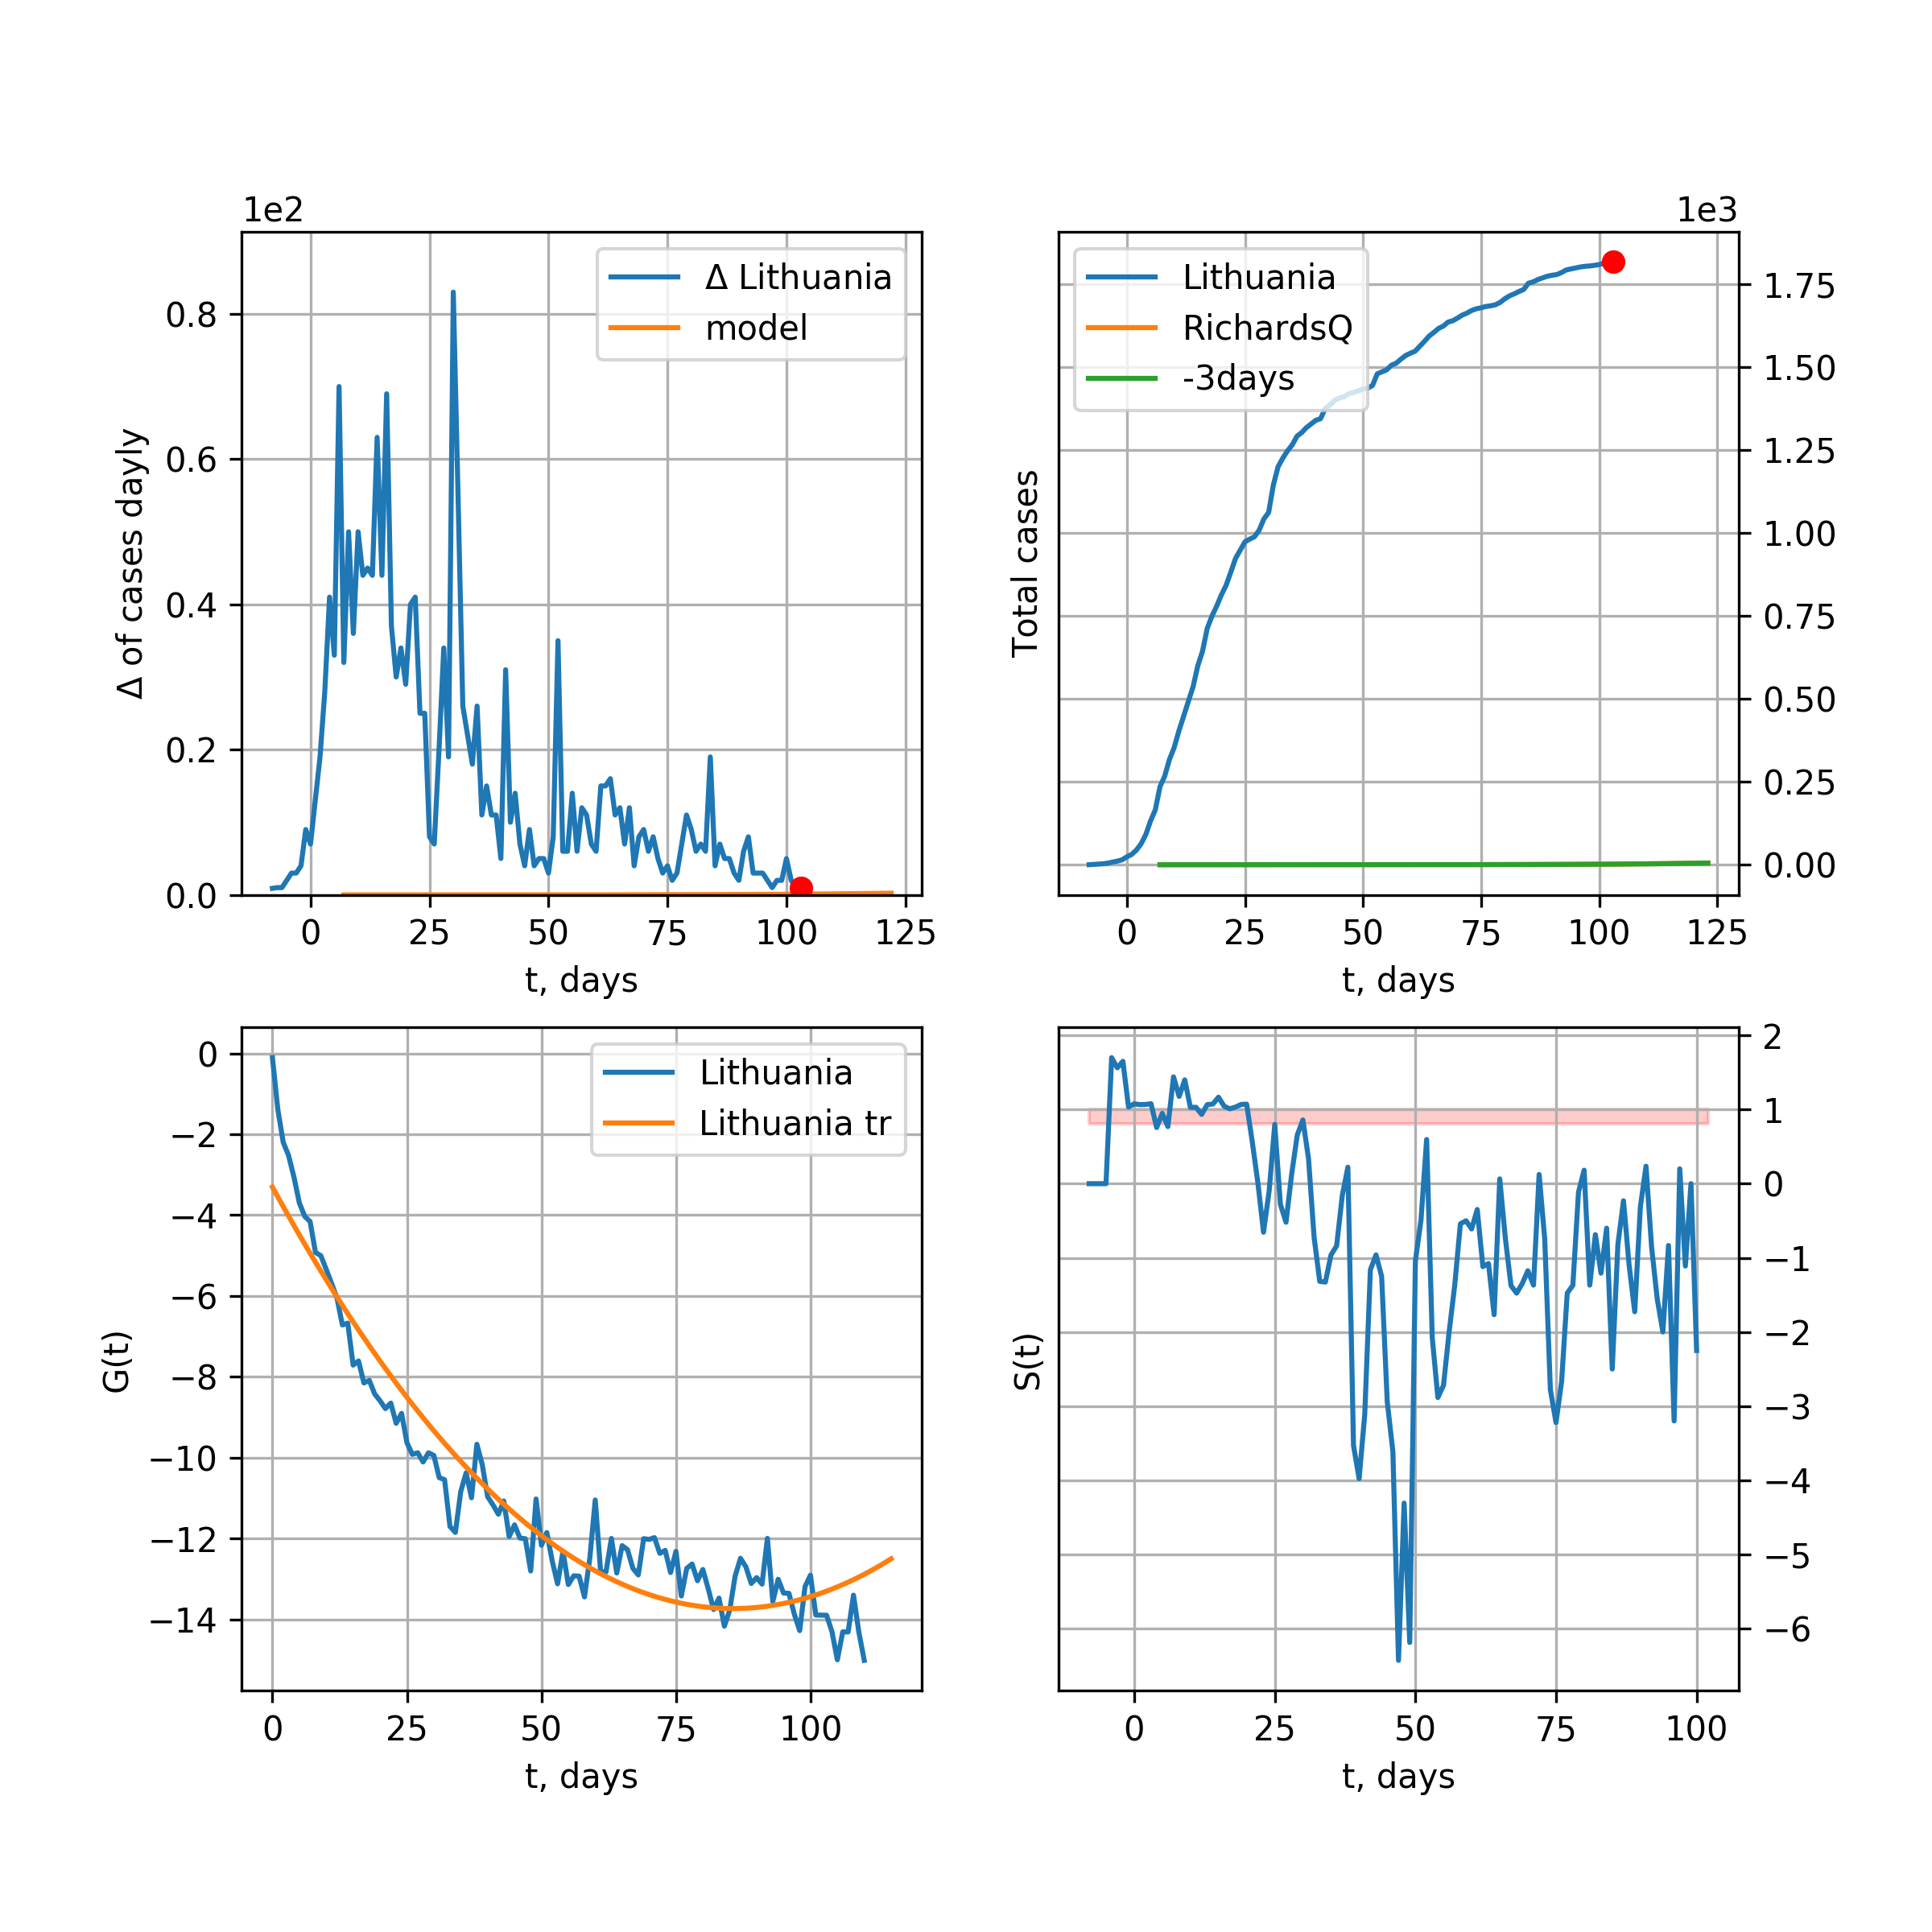 1e2
Δ Lithuania
model
0.8
0.6
0.4
0.2
0.0
Δ of cases dayly
0 25 50 75 100 125
t, days
1e3
Lithuania
RichardsQ
-3days
1.75
1.50
1.25
1.00
0.75
0.50
0.25
0.00
Total cases
0 25 50 75 100 125
t, days
Lithuania
Lithuania tr
0
−2
−4
−6
−8
−10
−12
−14
G(t)
0 25 50 75 100
t, days
2
1
0
−1
−2
−3
−4
−5
−6
S(t)
0 25 50 75 100
t, days